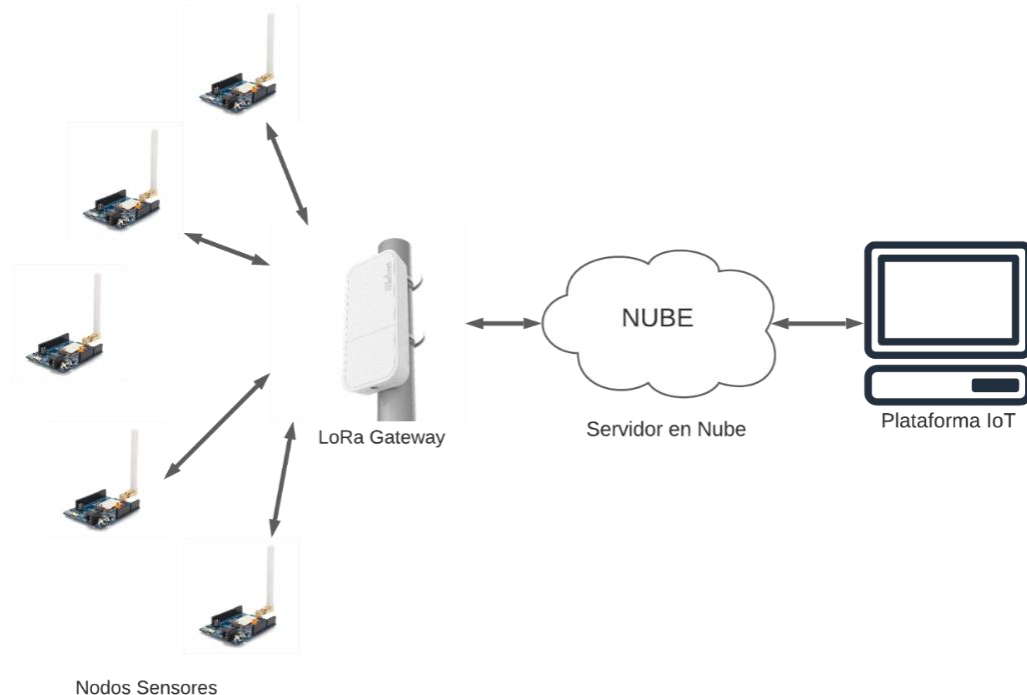 NUBE
LoRa Gateway
Servidor en Nube
Plataforma IoT
Nodos Sensores